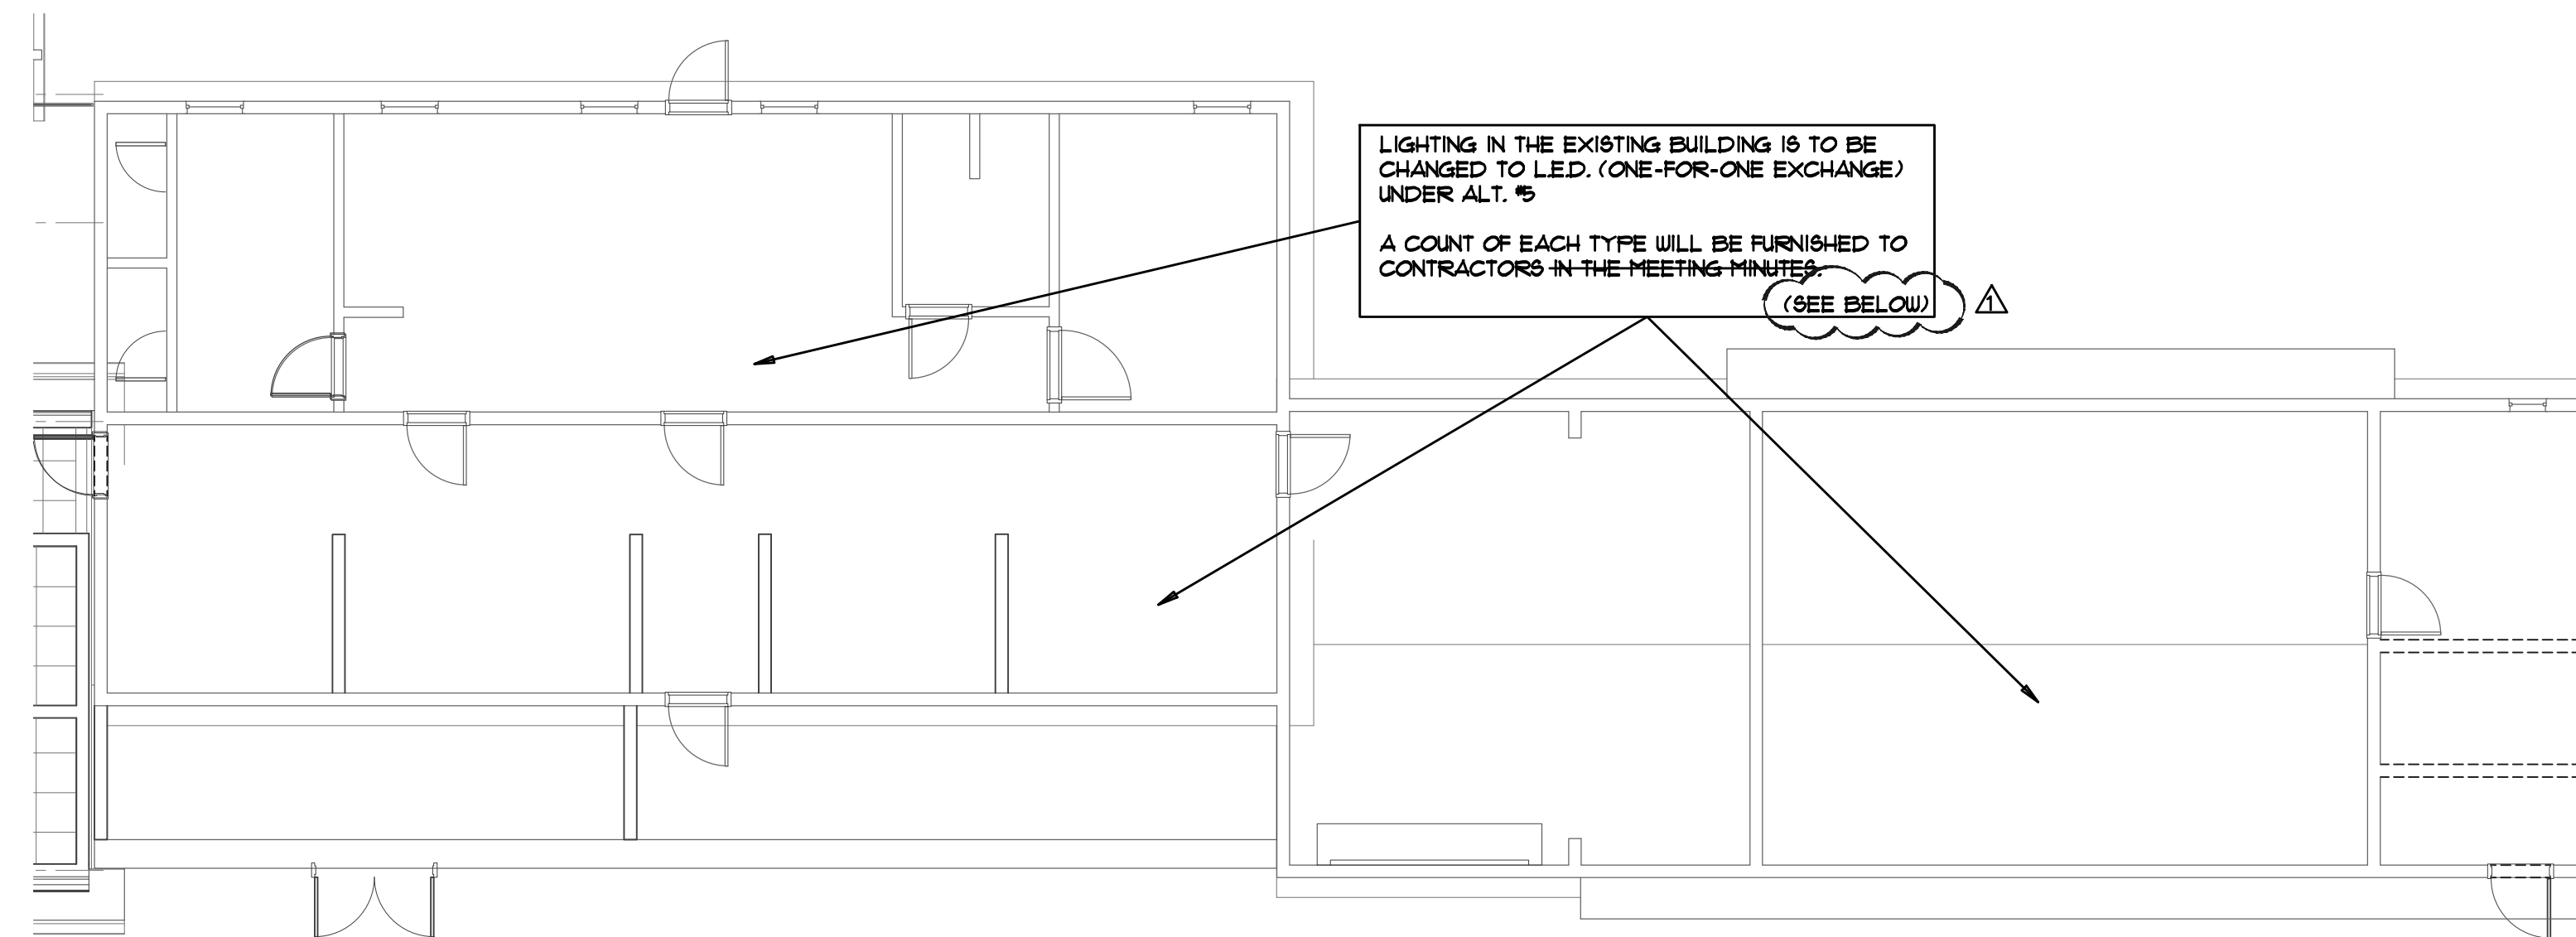 LIGHTING IN THE EXISTING BUILDING IS TO BE
CHANGED TO L.E.D. (ONE-FOR-ONE EXCHANGE)
UNDER ALT. #5
A COUNT OF EACH TYPE WILL BE FURNISHED TO
CONTRACTORS IN THE MEETING MINUTES.
(SEE BELOW)
1